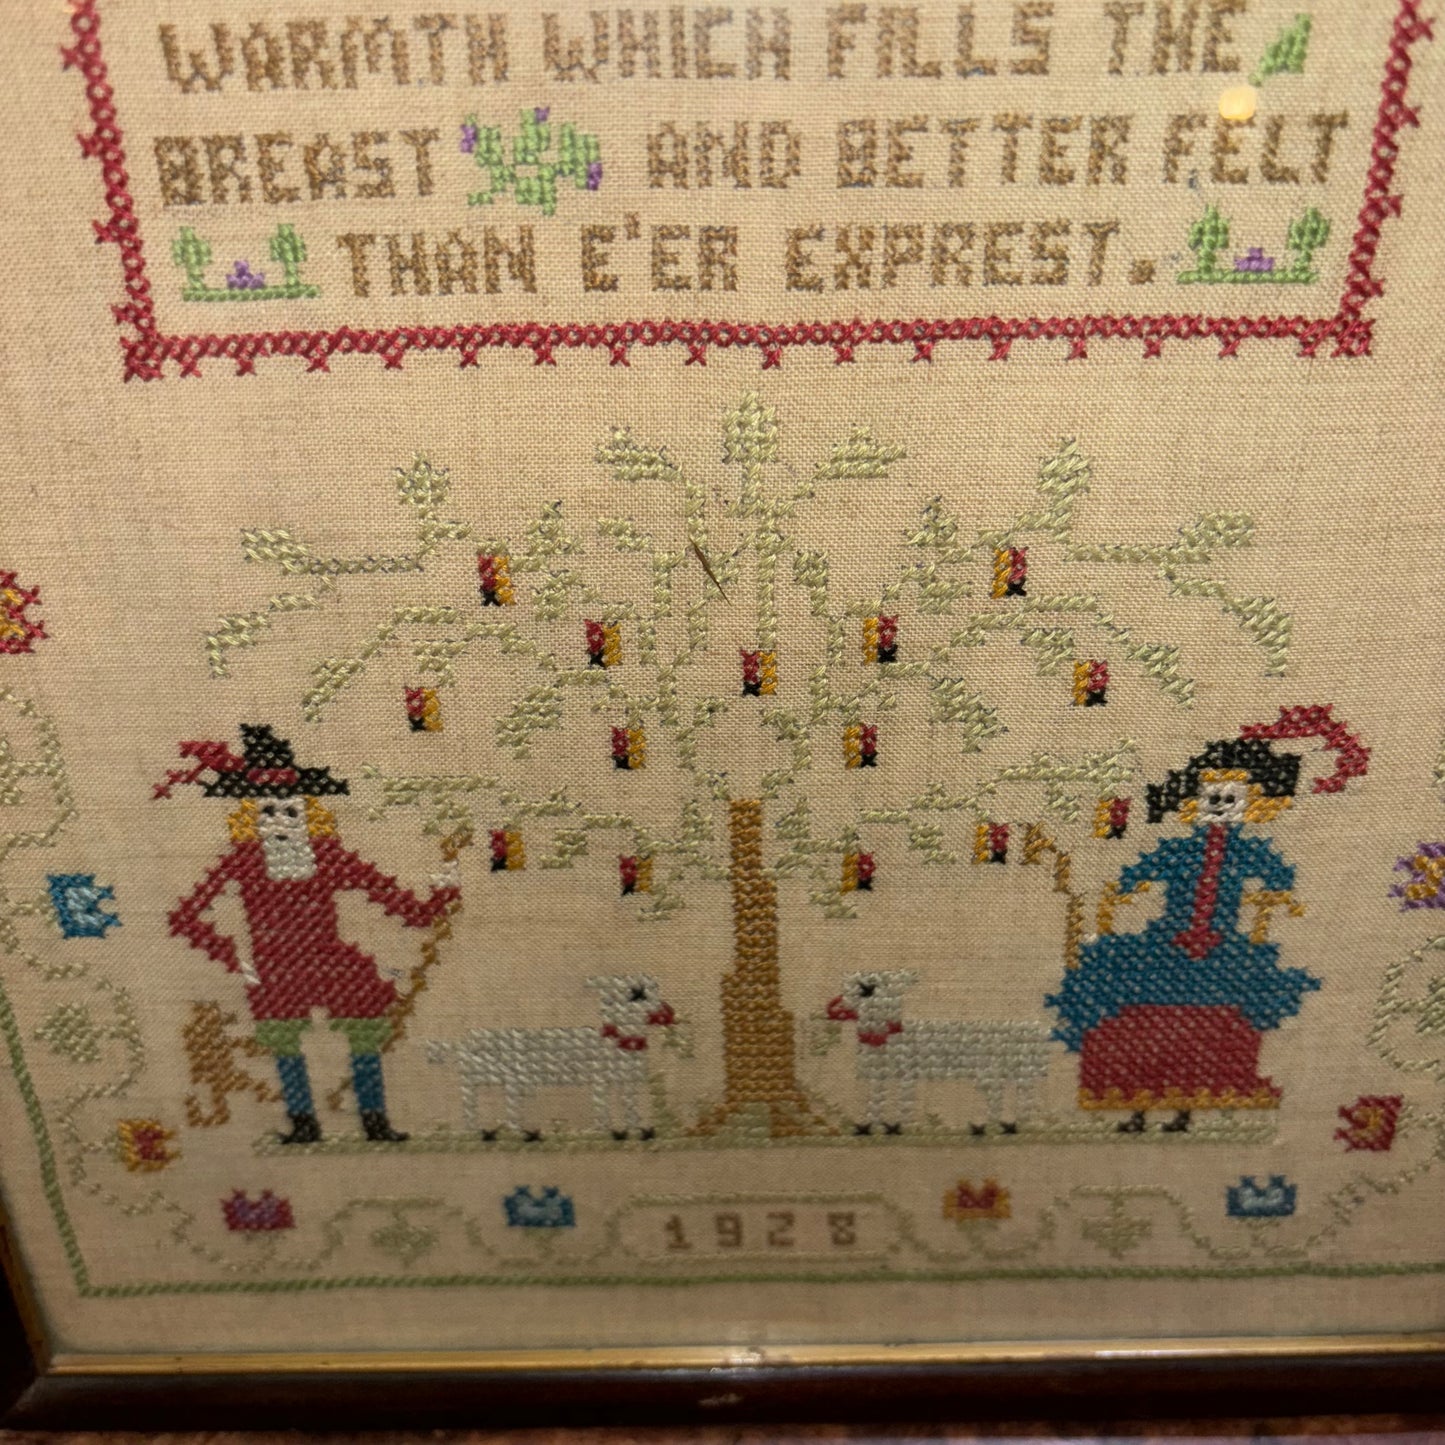 WARMTH WHICH FILLS THE
BREAST AND BETTER FELT
THAN E'ER EXPREST.
1928